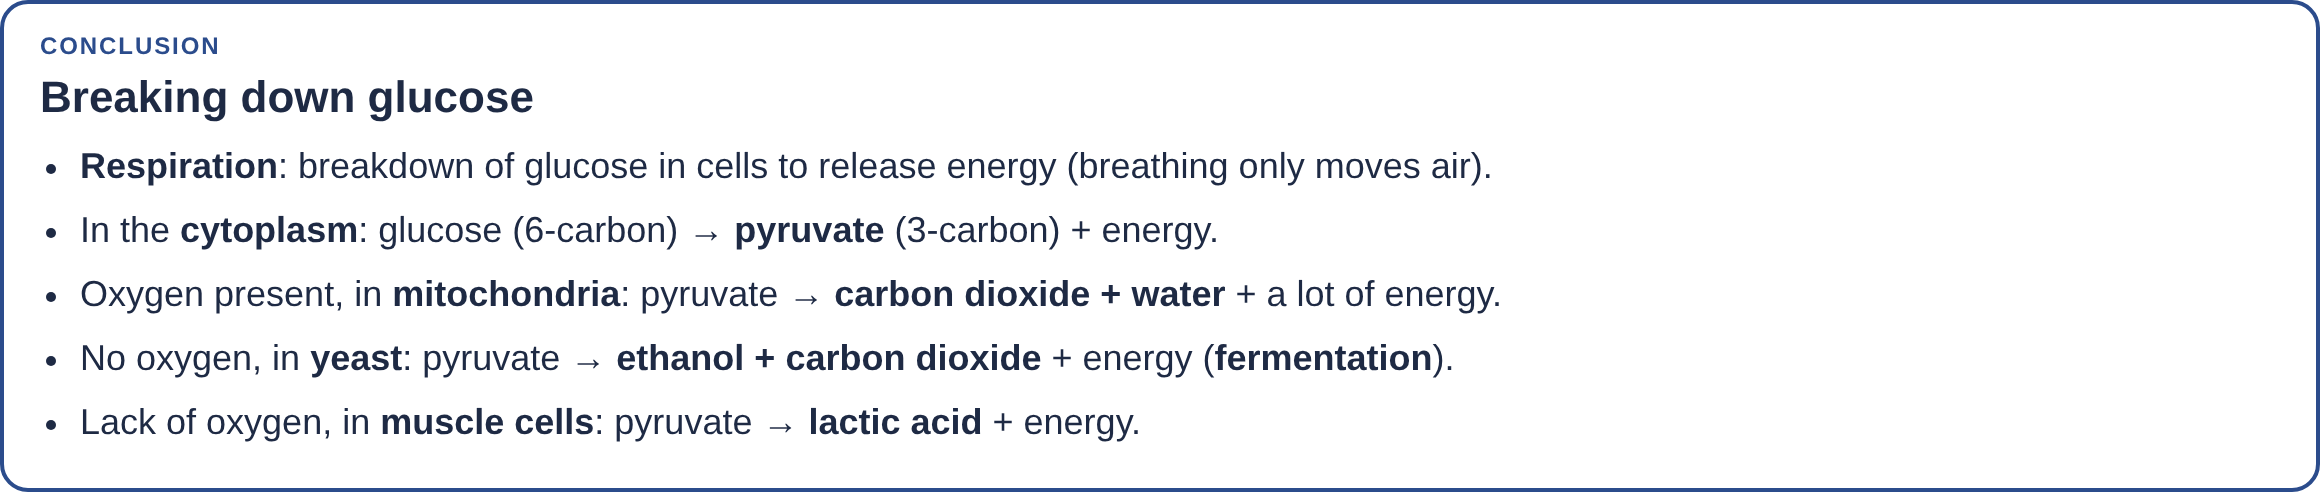 CONCLUSION
Breaking down glucose
• Respiration: breakdown of glucose in cells to release energy (breathing only moves air).
• In the cytoplasm: glucose (6-carbon) → pyruvate (3-carbon) + energy.
• Oxygen present, in mitochondria: pyruvate → carbon dioxide + water + a lot of energy.
• No oxygen, in yeast: pyruvate → ethanol + carbon dioxide + energy (fermentation).
• Lack of oxygen, in muscle cells: pyruvate → lactic acid + energy.